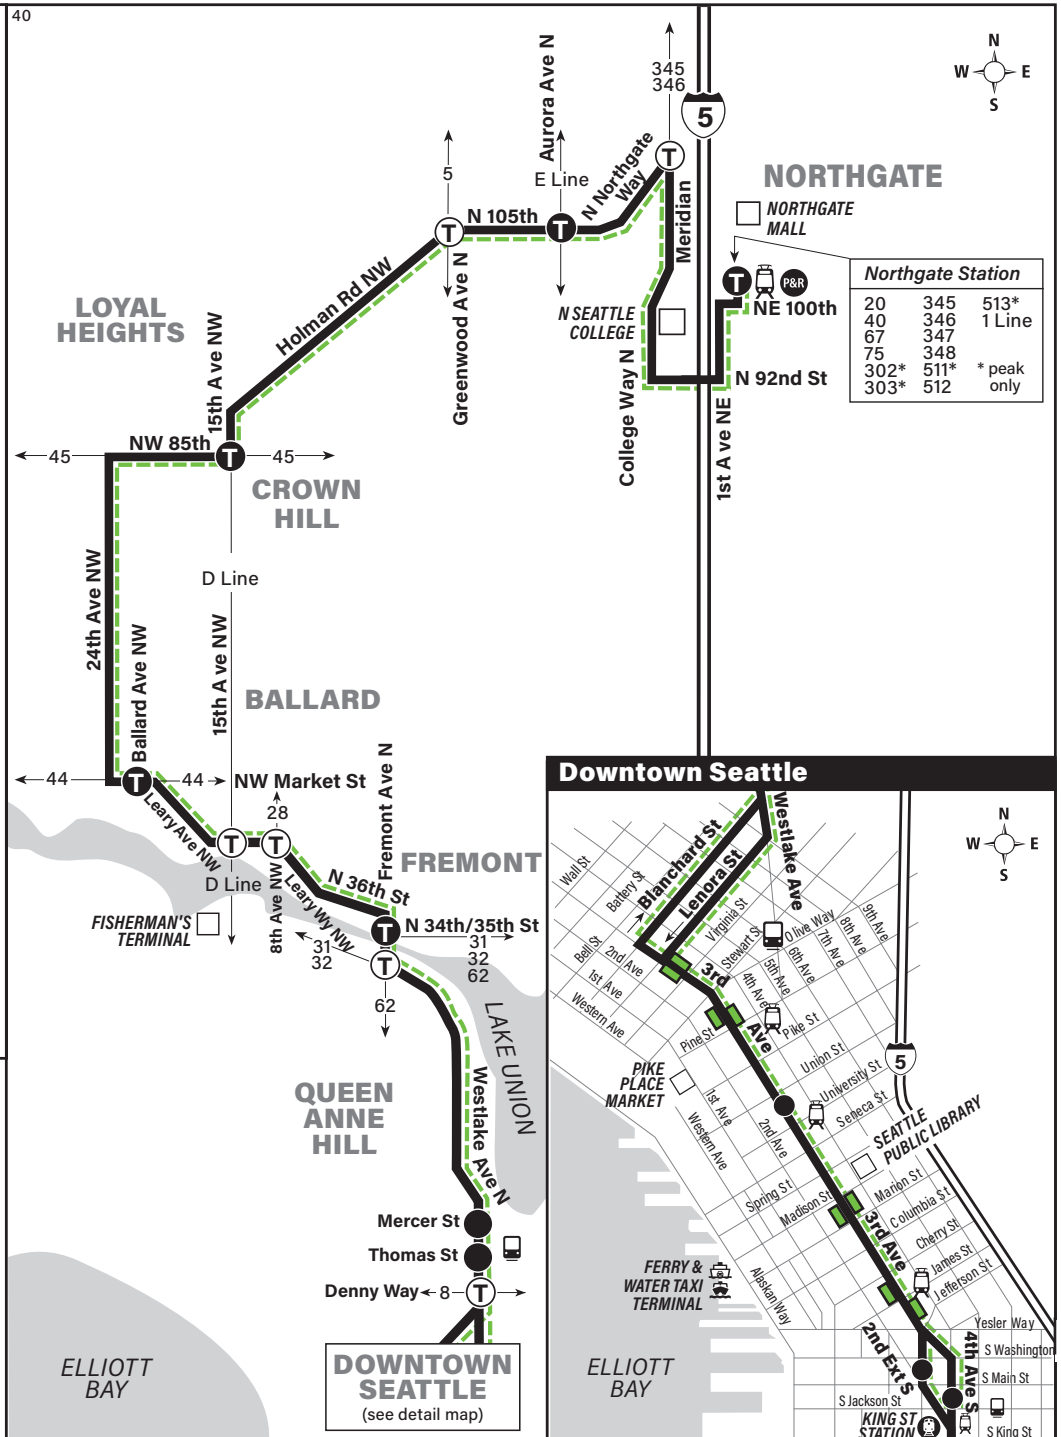 40
N
W
E
S
345
346
5
Aurora Ave N
N Northgate
Way
T
NORTHGATE
NORTHGATE
MALL
5
E Line
N 105th
T
T
Meridian
T
P&R
NE 100th
Northgate Station
20 345 513*
40 346 1 Line
67 347
75 348
302* 511* * peak
303* 512 only
Holman Rd NW
Greenwood Ave N
N SEATTLE
COLLEGE
LOYAL
HEIGHTS
15th Ave NW
College Way N
N 92nd St
1st A ve NE
NW 85th
45
T
45
CROWN
HILL
24th Ave NW
D Line
Ballard Ave NW
15th A ve NW
BALLARD
44
T
44
NW Market St
28
Leary Ave NW
T
T
Fremont Ave N
FREMONT
D Line
8th Ave NW
Leary Wy NW
N 36th St
FISHERMAN'S
TERMINAL
T
N 34th/35th St
31
32
31
32
62
T
62
LAKE UNION
QUEEN
ANNE
HILL
Westlake Ave N
Mercer St
Thomas St
Denny Way
8
T
DOWNTOWN
SEATTLE
(see detail map)
ELLIOTT
BAY
Downtown Seattle
N
W
E
S
Westlake Ave
Blanchard St
Lenora St
Wall St
Battery St
Virginia St
Bell St
2nd Ave
1st Ave
Western Ave
Stewart St
Olive Way
9th Ave
8th Ave
7th Ave
6th Ave
5th Ave
4th Ave
3rd
Ave
Pine St
Pike St
Union St
University St
Seneca St
5
PIKE
PLACE
MARKET
1st Ave
Western Ave
2nd Ave
SEATTLE
PUBLIC LIBRARY
Spring St
Madison St
Marion St
Columbia St
3rd Ave
Cherry St
James St
Jefferson St
FERRY &
WATER TAXI
TERMINAL
Alaskan Way
Yesler Way
2nd Ext S
4th Ave S
S Washington
S Main St
S Jackson St
ELLIOTT
BAY
KING ST
STATION
S King St